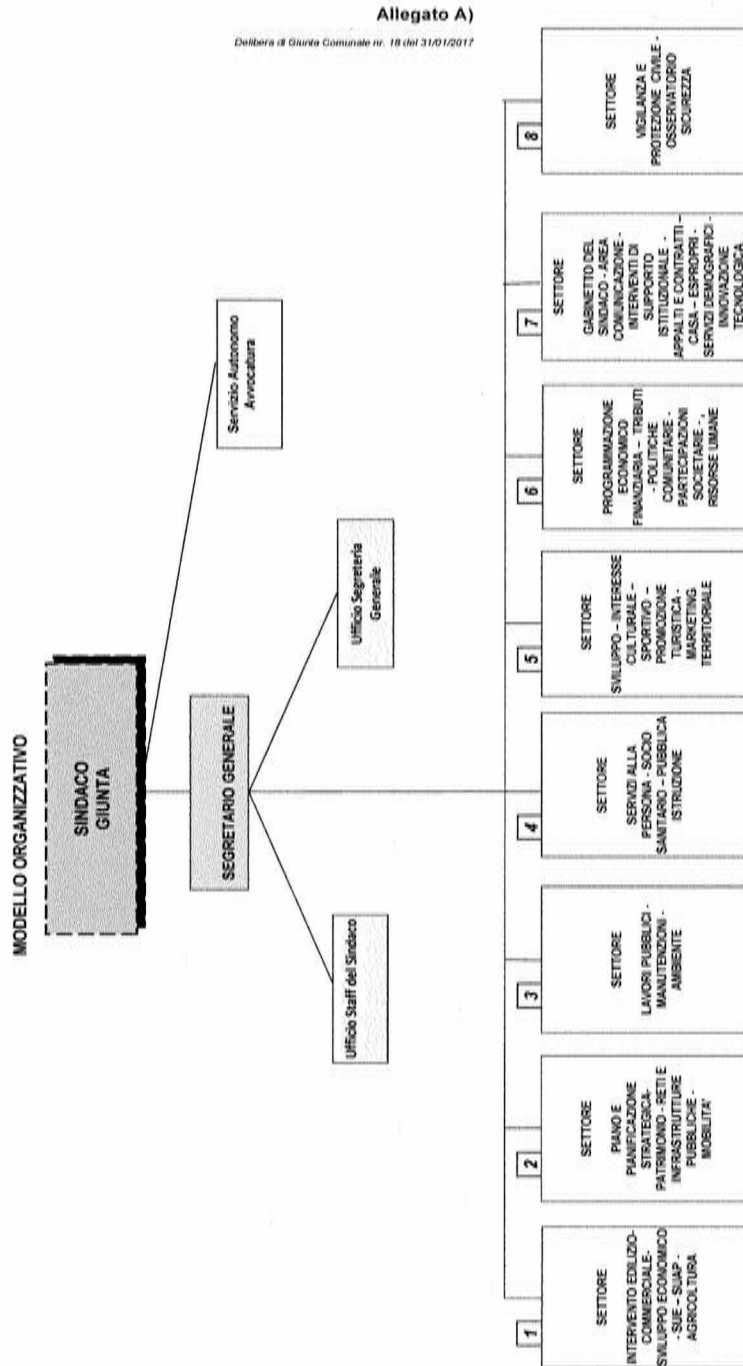 Allegato A)
Delibera di Giunta Comunale nr. 18 del 31/01/2017
MODELLO ORGANIZZATIVO
SINDACO
GIUNTA
Servizio Autonomo
Avvocatura
SEGRETARIO GENERALE
Ufficio Staff del Sindaco
Ufficio Segreteria
Generale
1
SETTORE
INTERVENTO EDILIZIO-
COMMERCIALE-
SVILUPPO ECONOMICO
- SUE – SUAP -
AGRICOLTURA
2
SETTORE
PIANO E
PIANIFICAZIONE
STRATEGICA-
PATRIMONIO - RETI E
INFRASTRUTTURE
PUBBLICHE -
MOBILITA'
3
SETTORE
LAVORI PUBBLICI -
MANUTENZIONI -
AMBIENTE
4
SETTORE
SERVIZI ALLA
PERSONA - SOCIO
SANITARIO – PUBBLICA
ISTRUZIONE
5
SETTORE
SVILUPPO – INTERESSE
CULTURALE –
SPORTIVO –
PROMOZIONE
TURISTICA -
MARKETING
TERRITORIALE
6
SETTORE
PROGRAMMAZIONE
ECONOMICO
FINANZIARIA – TRIBUTI
- POLITICHE
COMUNITARIE -
PARTECIPAZIONI
SOCIETARIE - ,
RISORSE UMANE
7
SETTORE
GABINETTO DEL
SINDACO - AREA
COMUNICAZIONE -
INTERVENTI DI
SUPPORTO
ISTITUZIONALE -
APPALTI E CONTRATTI –
CASA – ESPROPRI -
SERVIZI DEMOGRAFICI -
INNOVAZIONE
TECNOLOGICA
8
SETTORE
VIGILANZA E
PROTEZIONE CIVILE -
OSSERVATORIO
SICUREZZA